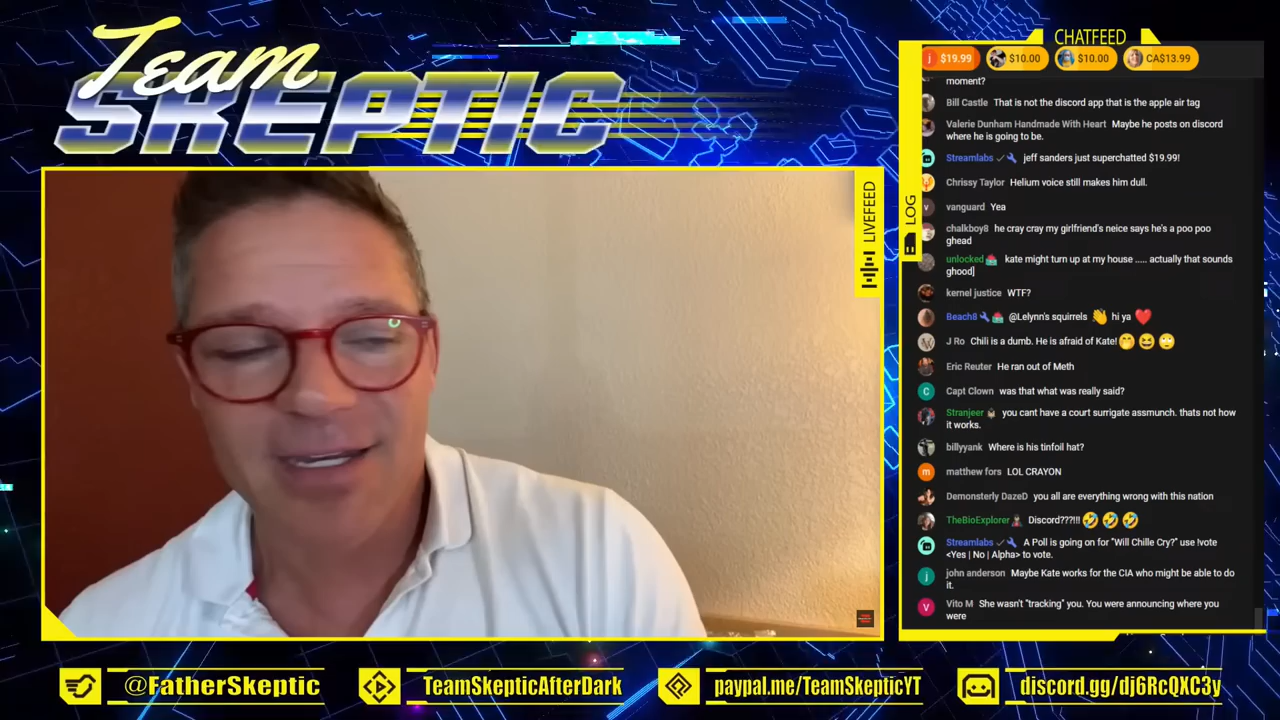 Team
SKEPTIC
CHATFEED
$19.99 $10.00 $10.00 CA$13.99
LIVEFEED
LOG
moment?
Bill Castle That is not the discord app that is the apple air tag
Valerie Dunham Handmade With Heart Maybe he posts on discord
where he is going to be.
Streamlabs jeff sanders just superchatted $19.99!
Chrissy Taylor Helium voice still makes him dull.
vanguard Yea
chalkboy8 he cray cray my girlfriend's neice says he's a poo poo
ghead
unlocked kate might turn up at my house ..... actually that sounds
ghood]
kernel justice WTF?
Beach8 @Lelynn's squirrels 👋 hi ya ❤️
J Ro Chili is a dumb. He is afraid of Kate!🤭 😆 🙄
Eric Reuter He ran out of Meth
C Capt Clown was that what was really said?
Stranjeer you cant have a court surrigate assmunch. thats not how
it works.
billyyank Where is his tinfoil hat?
m matthew fors LOL CRAYON
Demonsterly DazeD you all are everything wrong with this nation
TheBioExplorer Discord???!!! 🤣 🤣 🤣
Streamlabs A Poll is going on for "Will Chille Cry?" use !vote
<Yes | No | Alpha> to vote.
j john anderson Maybe Kate works for the CIA who might be able to do
it.
V Vito M She wasn't "tracking" you. You were announcing where you
were
@FatherSkeptic TeamSkepticAfterDark paypal.me/TeamSkepticYT discord.gg/dj6RcQXC3v